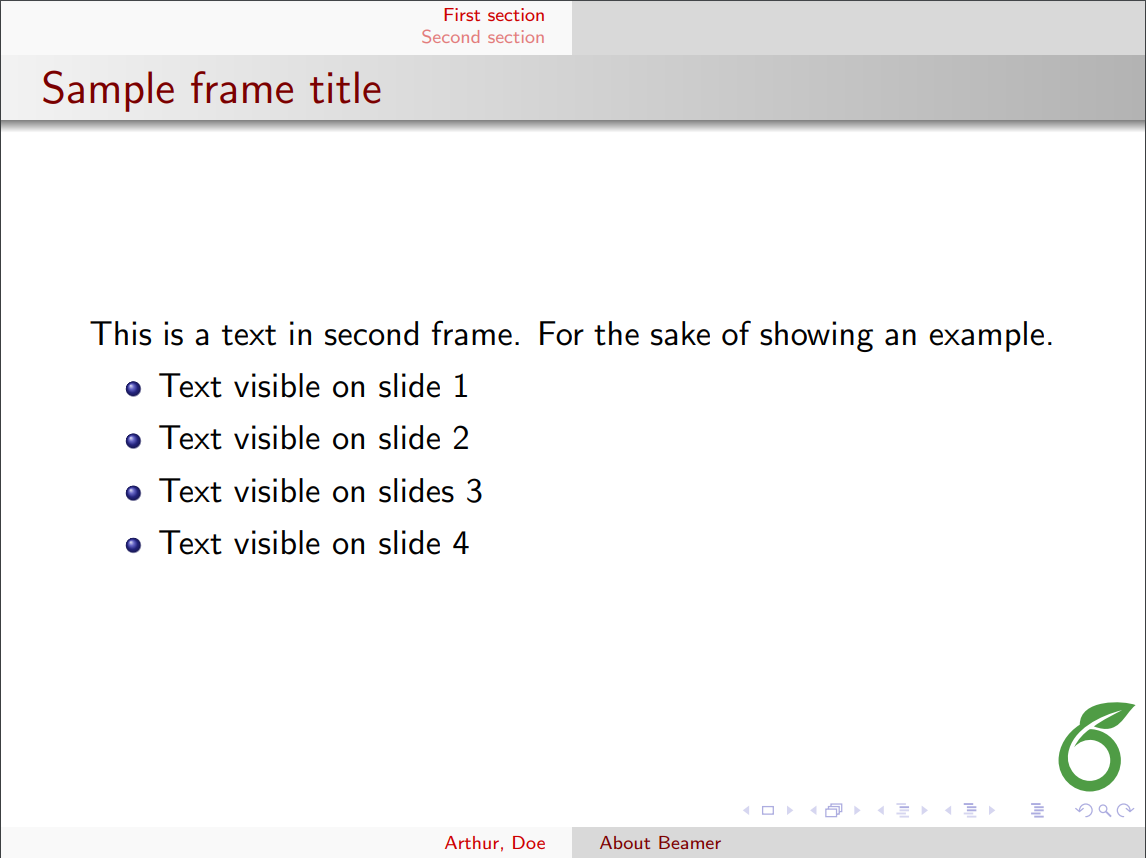 First section
Second section
Sample frame title
This is a text in second frame. For the sake of showing an example.
Text visible on slide 1
Text visible on slide 2
Text visible on slides 3
Text visible on slide 4
Arthur, Doe
About Beamer